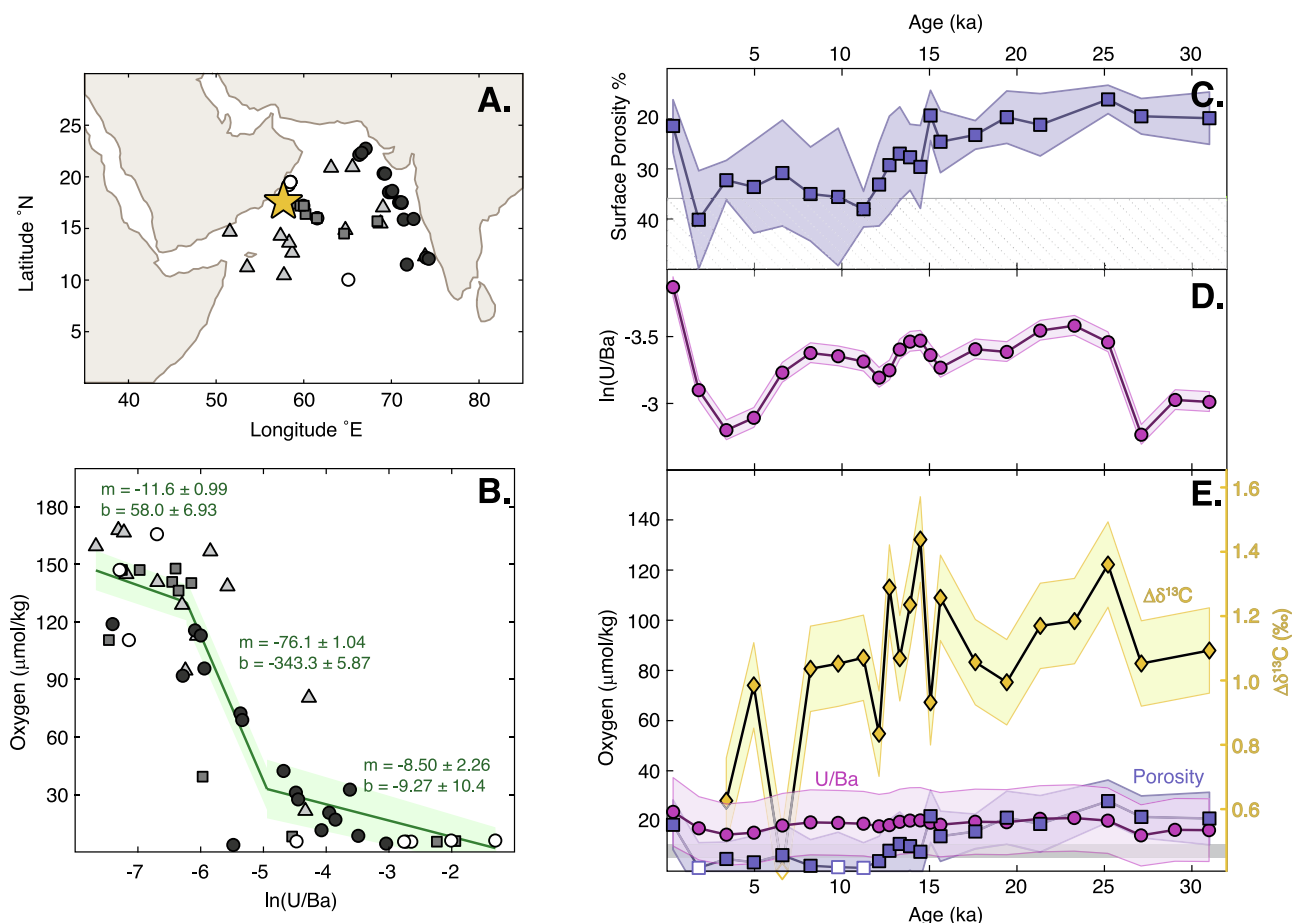 A.
25
20
15
10
5
Latitude °N
40
50
60
70
80
Longitude °E
B.
m = -11.6 ± 0.99
b = 58.0 ± 6.93
m = -76.1 ± 1.04
b = -343.3 ± 5.87
m = -8.50 ± 2.26
b = -9.27 ± 10.4
180
150
120
90
60
30
Oxygen (μmol/kg)
-7
-6
-5
-4
-3
-2
ln(U/Ba)
Age (ka)
5
10
15
20
25
30
C.
20
30
40
Surface Porosity %
D.
-3.5
-3
ln(U/Ba)
E.
140
120
100
80
60
40
20
Oxygen (μmol/kg)
1.6
1.4
1.2
1.0
0.8
0.6
Δδ¹³C (‰)
Δδ¹³C
U/Ba
Porosity
5
10
15
20
25
30
Age (ka)